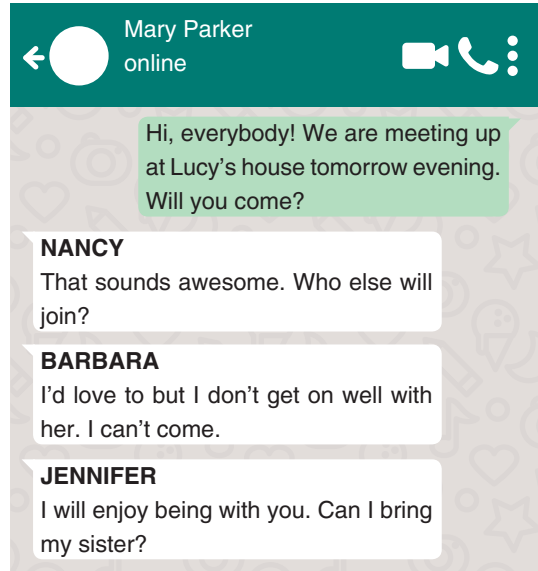 Mary Parker
online
Hi, everybody! We are meeting up
at Lucy's house tomorrow evening.
Will you come?
NANCY
That sounds awesome. Who else will
join?
BARBARA
I'd love to but I don't get on well with
her. I can't come.
JENNIFER
I will enjoy being with you. Can I bring
my sister?